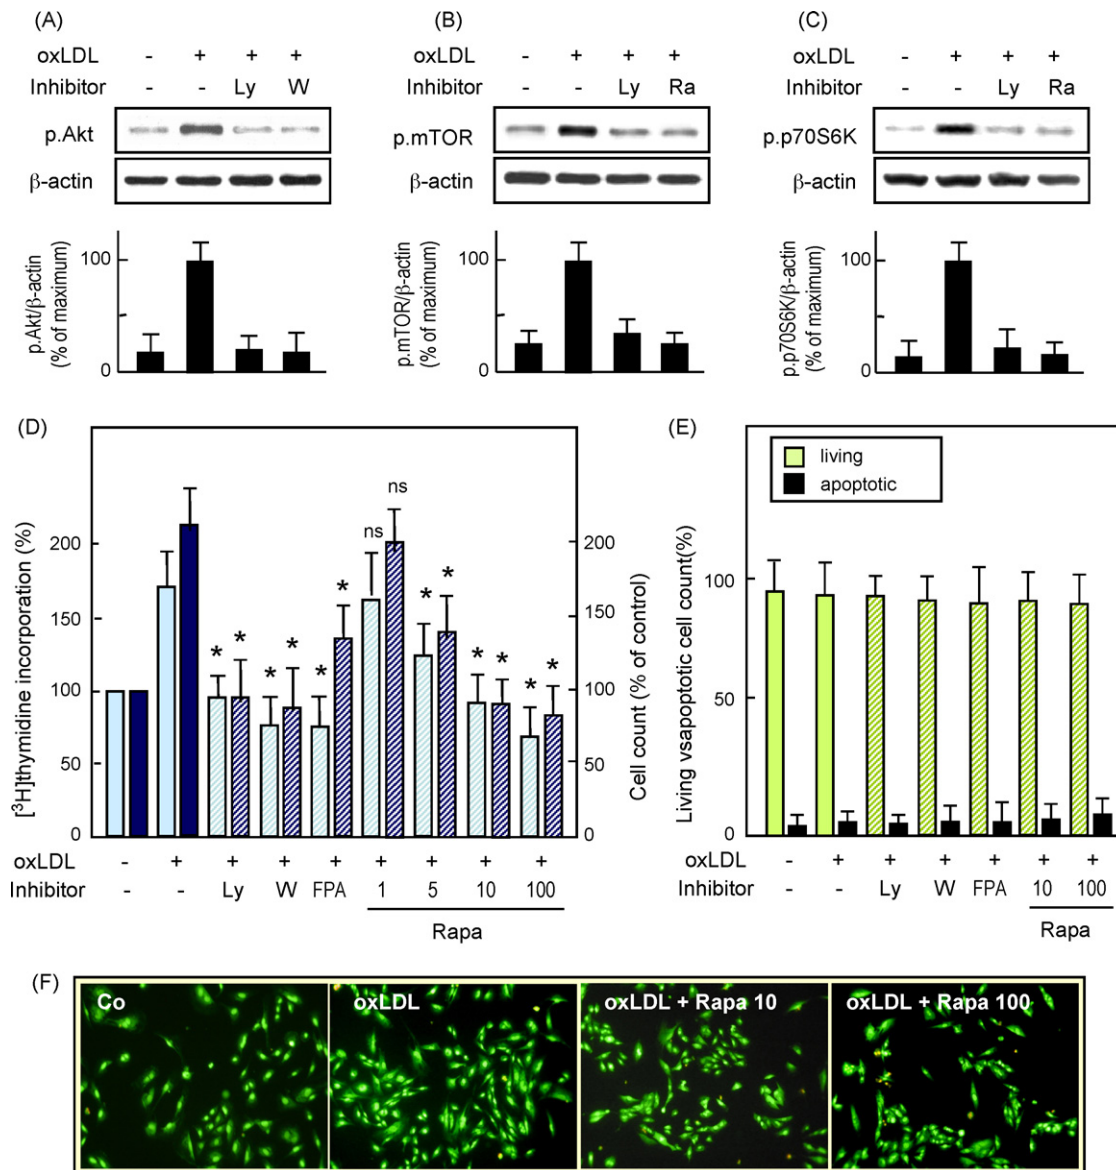 (A)
oxLDL - + + +
Inhibitor - - Ly W
p.Akt
β-actin
p.Akt/β-actin
(% of maximum)
100
0
(B)
oxLDL - + + +
Inhibitor - - Ly Ra
p.mTOR
β-actin
p.mTOR/β-actin
(% of maximum)
100
0
(C)
oxLDL - + + +
Inhibitor - - Ly Ra
p.p70S6K
β-actin
p.p70S6K/β-actin
(% of maximum)
100
0
(D)
[³H]thymidine incorporation (%)
200
150
100
50
0
* * * * * * ns ns * * * * * *
200
150
100
50
0
Cell count (% of control)
oxLDL - + + + + + + + +
Inhibitor - - Ly W FPA 1 5 10 100
Rapa
(E)
living
apoptotic
Living vsapoptotic cell count(%)
100
50
0
oxLDL - + + + + + +
Inhibitor - - Ly W FPA 10 100
Rapa
(F)
Co
oxLDL
oxLDL + Rapa 10
oxLDL + Rapa 100